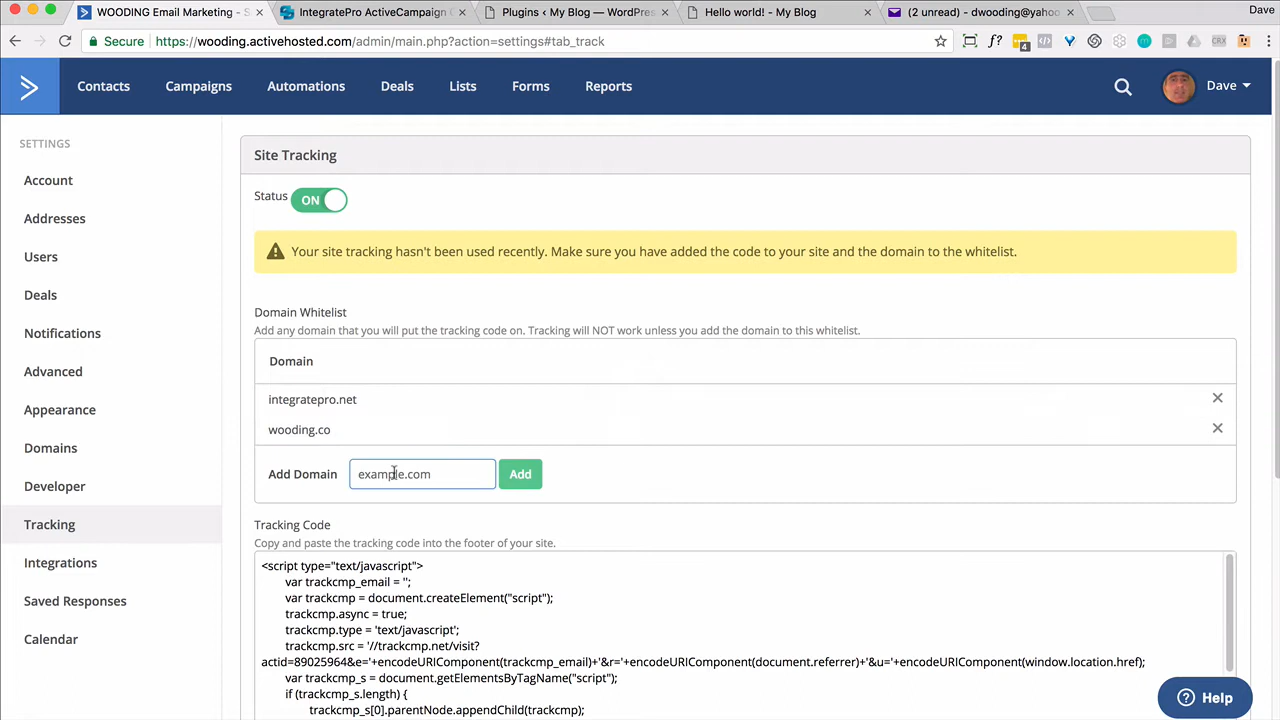 WOODING Email Marketing - S
IntegratePro ActiveCampaign
Plugins ‹ My Blog — WordPres
Hello world! - My Blog
(2 unread) - dwooding@yahoo
Dave
Secure
https://wooding.activehosted.com/admin/main.php?action=settings#tab_track
f?
4
CRX
Contacts
Campaigns
Automations
Deals
Lists
Forms
Reports
Dave
SETTINGS
Account
Addresses
Users
Deals
Notifications
Advanced
Appearance
Domains
Developer
Tracking
Integrations
Saved Responses
Calendar
Site Tracking
Status ON
Your site tracking hasn't been used recently. Make sure you have added the code to your site and the domain to the whitelist.
Domain Whitelist
Add any domain that you will put the tracking code on. Tracking will NOT work unless you add the domain to this whitelist.
Domain
integratepro.net
wooding.co
Add Domain example.com Add
Tracking Code
Copy and paste the tracking code into the footer of your site.
<script type="text/javascript">
var trackcmp_email = '';
var trackcmp = document.createElement("script");
trackcmp.async = true;
trackcmp.type = 'text/javascript';
trackcmp.src = '//trackcmp.net/visit?
actid=89025964&e='+encodeURIComponent(trackcmp_email)+'&r='+encodeURIComponent(document.referrer)+'&u='+encodeURIComponent(window.location.href);
var trackcmp_s = document.getElementsByTagName("script");
if (trackcmp_s.length) {
trackcmp_s[0].parentNode.appendChild(trackcmp);
Help